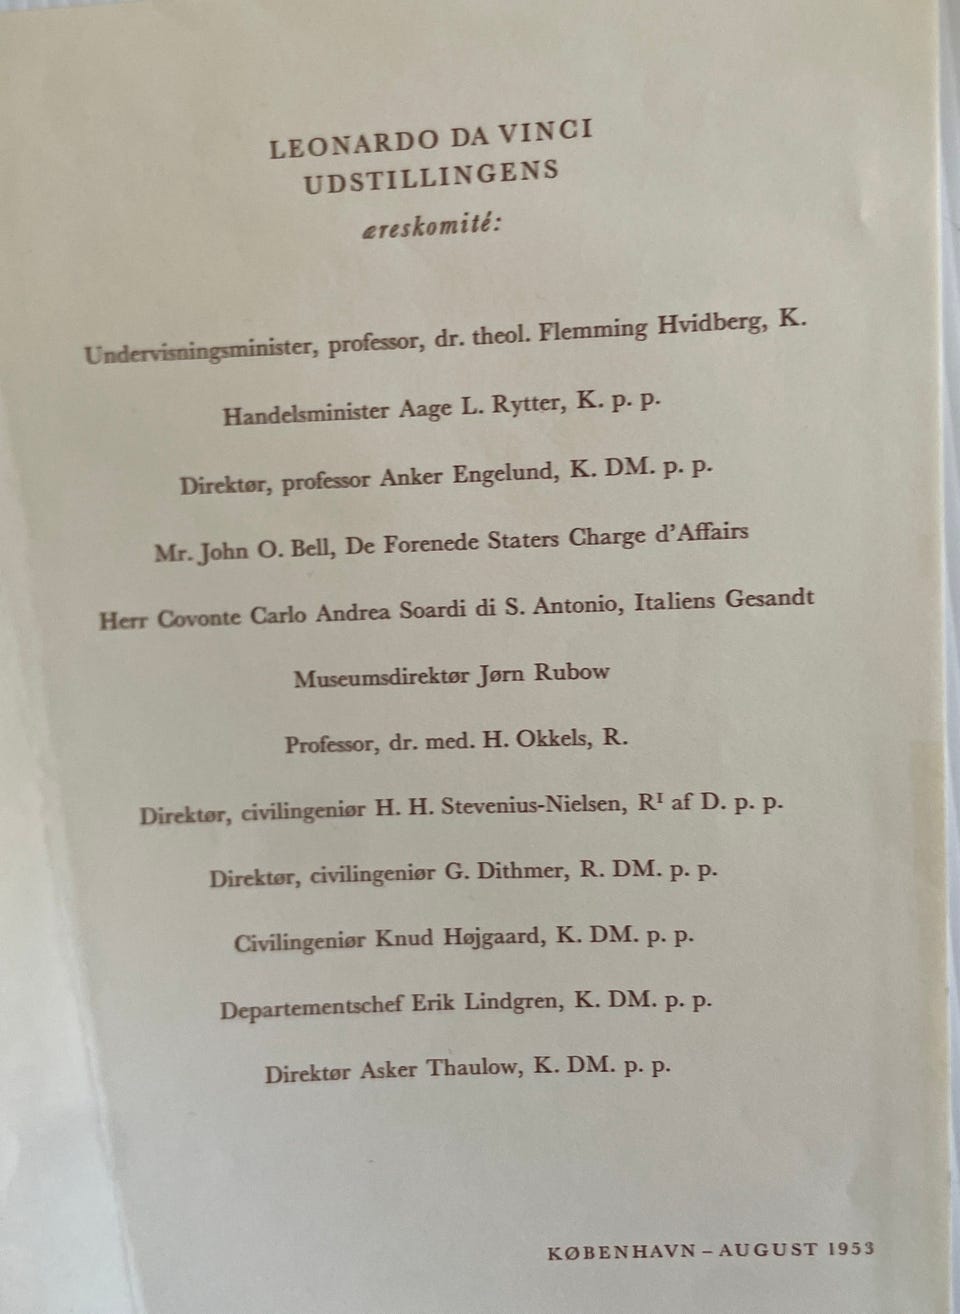 LEONARDO DA VINCI
UDSTILLINGENS
æreskomité:
Undervisningsminister, professor, dr. theol. Flemming Hvidberg, K.
Handelsminister Aage L. Rytter, K. p. p.
Direktør, professor Anker Engelund, K. DM. p. p.
Mr. John O. Bell, De Forenede Staters Charge d'Affairs
Herr Covonte Carlo Andrea Soardi di S. Antonio, Italiens Gesandt
Museumsdirektør Jørn Rubow
Professor, dr. med. H. Okkels, R.
Direktør, civilingeniør H. H. Stevenius-Nielsen, Rᴵ af D. p. p.
Direktør, civilingeniør G. Dithmer, R. DM. p. p.
Civilingeniør Knud Højgaard, K. DM. p. p.
Departementschef Erik Lindgren, K. DM. p. p.
Direktør Asker Thaulow, K. DM. p. p.
KØBENHAVN – AUGUST 1953